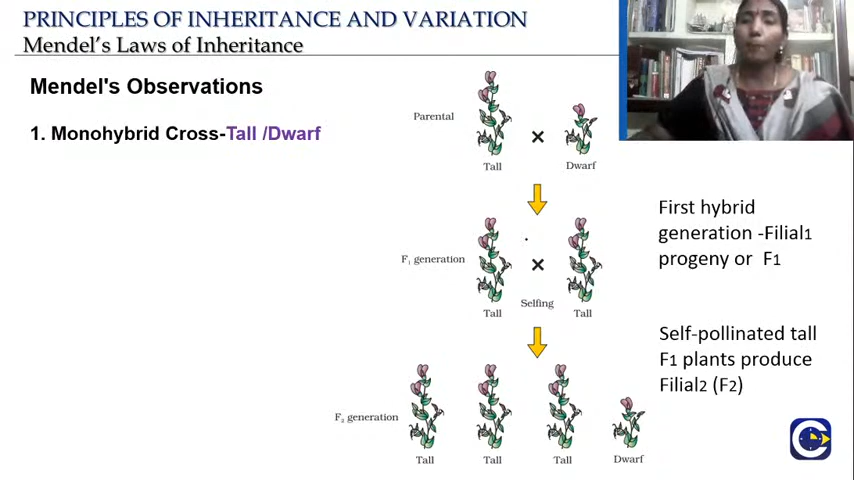 PRINCIPLES OF INHERITANCE AND VARIATION
Mendel's Laws of Inheritance
Mendel's Observations
1. Monohybrid Cross-Tall /Dwarf
Parental
Tall
Dwarf
First hybrid
generation -Filial1
progeny or F1
F1 generation
Selfing
Tall
Tall
Self-pollinated tall
F1 plants produce
Filial2 (F2)
F2 generation
Tall
Tall
Tall
Dwarf